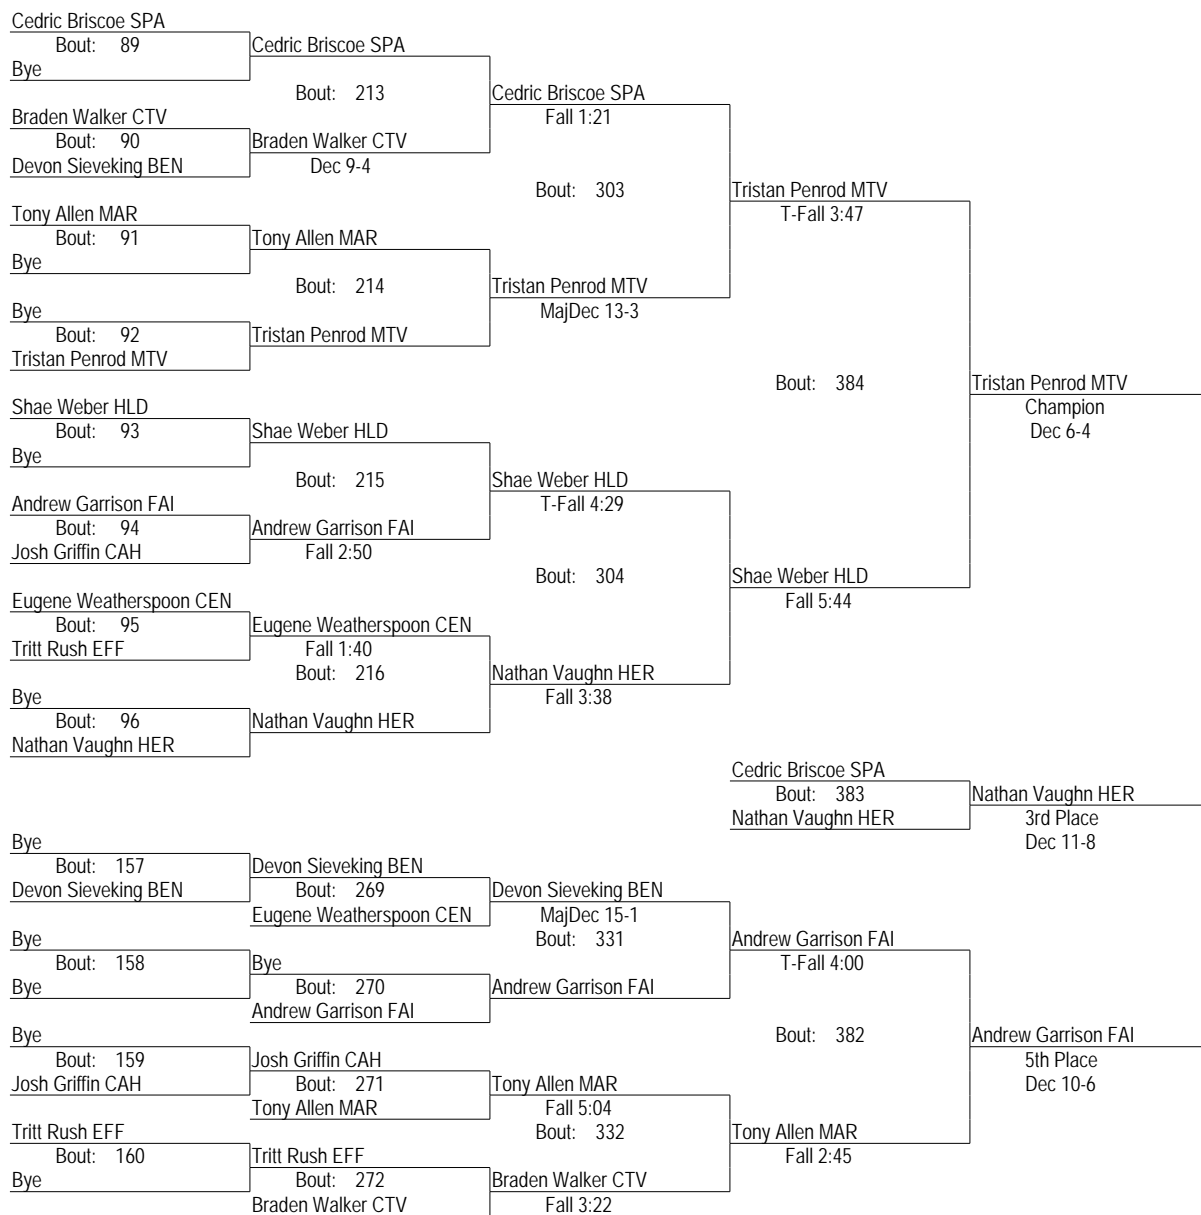 Cedric Briscoe SPA
Bout: 89
Cedric Briscoe SPA
Bye
Bout: 213
Cedric Briscoe SPA
Braden Walker CTV
Fall 1:21
Bout: 90
Braden Walker CTV
Devon Sieveking BEN
Dec 9-4
Bout: 303
Tristan Penrod MTV
Tony Allen MAR
T-Fall 3:47
Bout: 91
Tony Allen MAR
Bye
Bout: 214
Tristan Penrod MTV
Bye
MajDec 13-3
Bout: 92
Tristan Penrod MTV
Tristan Penrod MTV
Bout: 384
Tristan Penrod MTV
Shae Weber HLD
Champion
Bout: 93
Shae Weber HLD
Dec 6-4
Bye
Bout: 215
Shae Weber HLD
Andrew Garrison FAI
T-Fall 4:29
Bout: 94
Andrew Garrison FAI
Josh Griffin CAH
Fall 2:50
Bout: 304
Shae Weber HLD
Eugene Weatherspoon CEN
Fall 5:44
Bout: 95
Eugene Weatherspoon CEN
Tritt Rush EFF
Fall 1:40
Bout: 216
Nathan Vaughn HER
Bye
Fall 3:38
Bout: 96
Nathan Vaughn HER
Nathan Vaughn HER
Cedric Briscoe SPA
Bout: 383
Nathan Vaughn HER
Nathan Vaughn HER
3rd Place
Dec 11-8
Bye
Bout: 157
Devon Sieveking BEN
Devon Sieveking BEN
Bout: 269
Devon Sieveking BEN
Eugene Weatherspoon CEN
MajDec 15-1
Bye
Bout: 331
Andrew Garrison FAI
Bout: 158
Bye
T-Fall 4:00
Bye
Bout: 270
Andrew Garrison FAI
Andrew Garrison FAI
Bye
Bout: 382
Andrew Garrison FAI
Bout: 159
Josh Griffin CAH
5th Place
Josh Griffin CAH
Bout: 271
Tony Allen MAR
Dec 10-6
Tony Allen MAR
Fall 5:04
Tritt Rush EFF
Bout: 332
Tony Allen MAR
Bout: 160
Tritt Rush EFF
Fall 2:45
Bye
Bout: 272
Braden Walker CTV
Braden Walker CTV
Fall 3:22